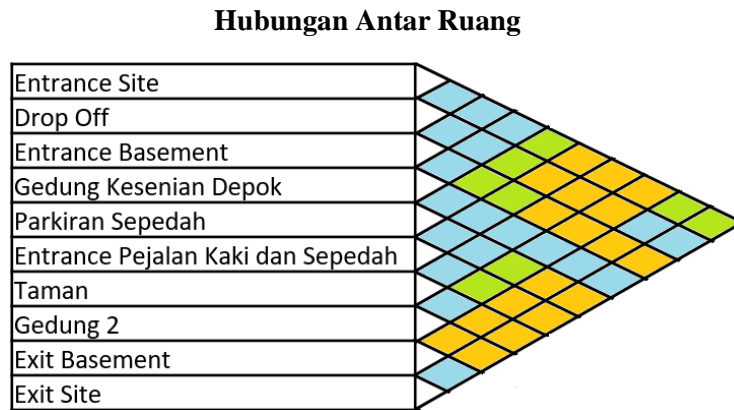 Hubungan Antar Ruang
Entrance Site
Drop Off
Entrance Basement
Gedung Kesenian Depok
Parkiran Sepedah
Entrance Pejalan Kaki dan Sepedah
Taman
Gedung 2
Exit Basement
Exit Site